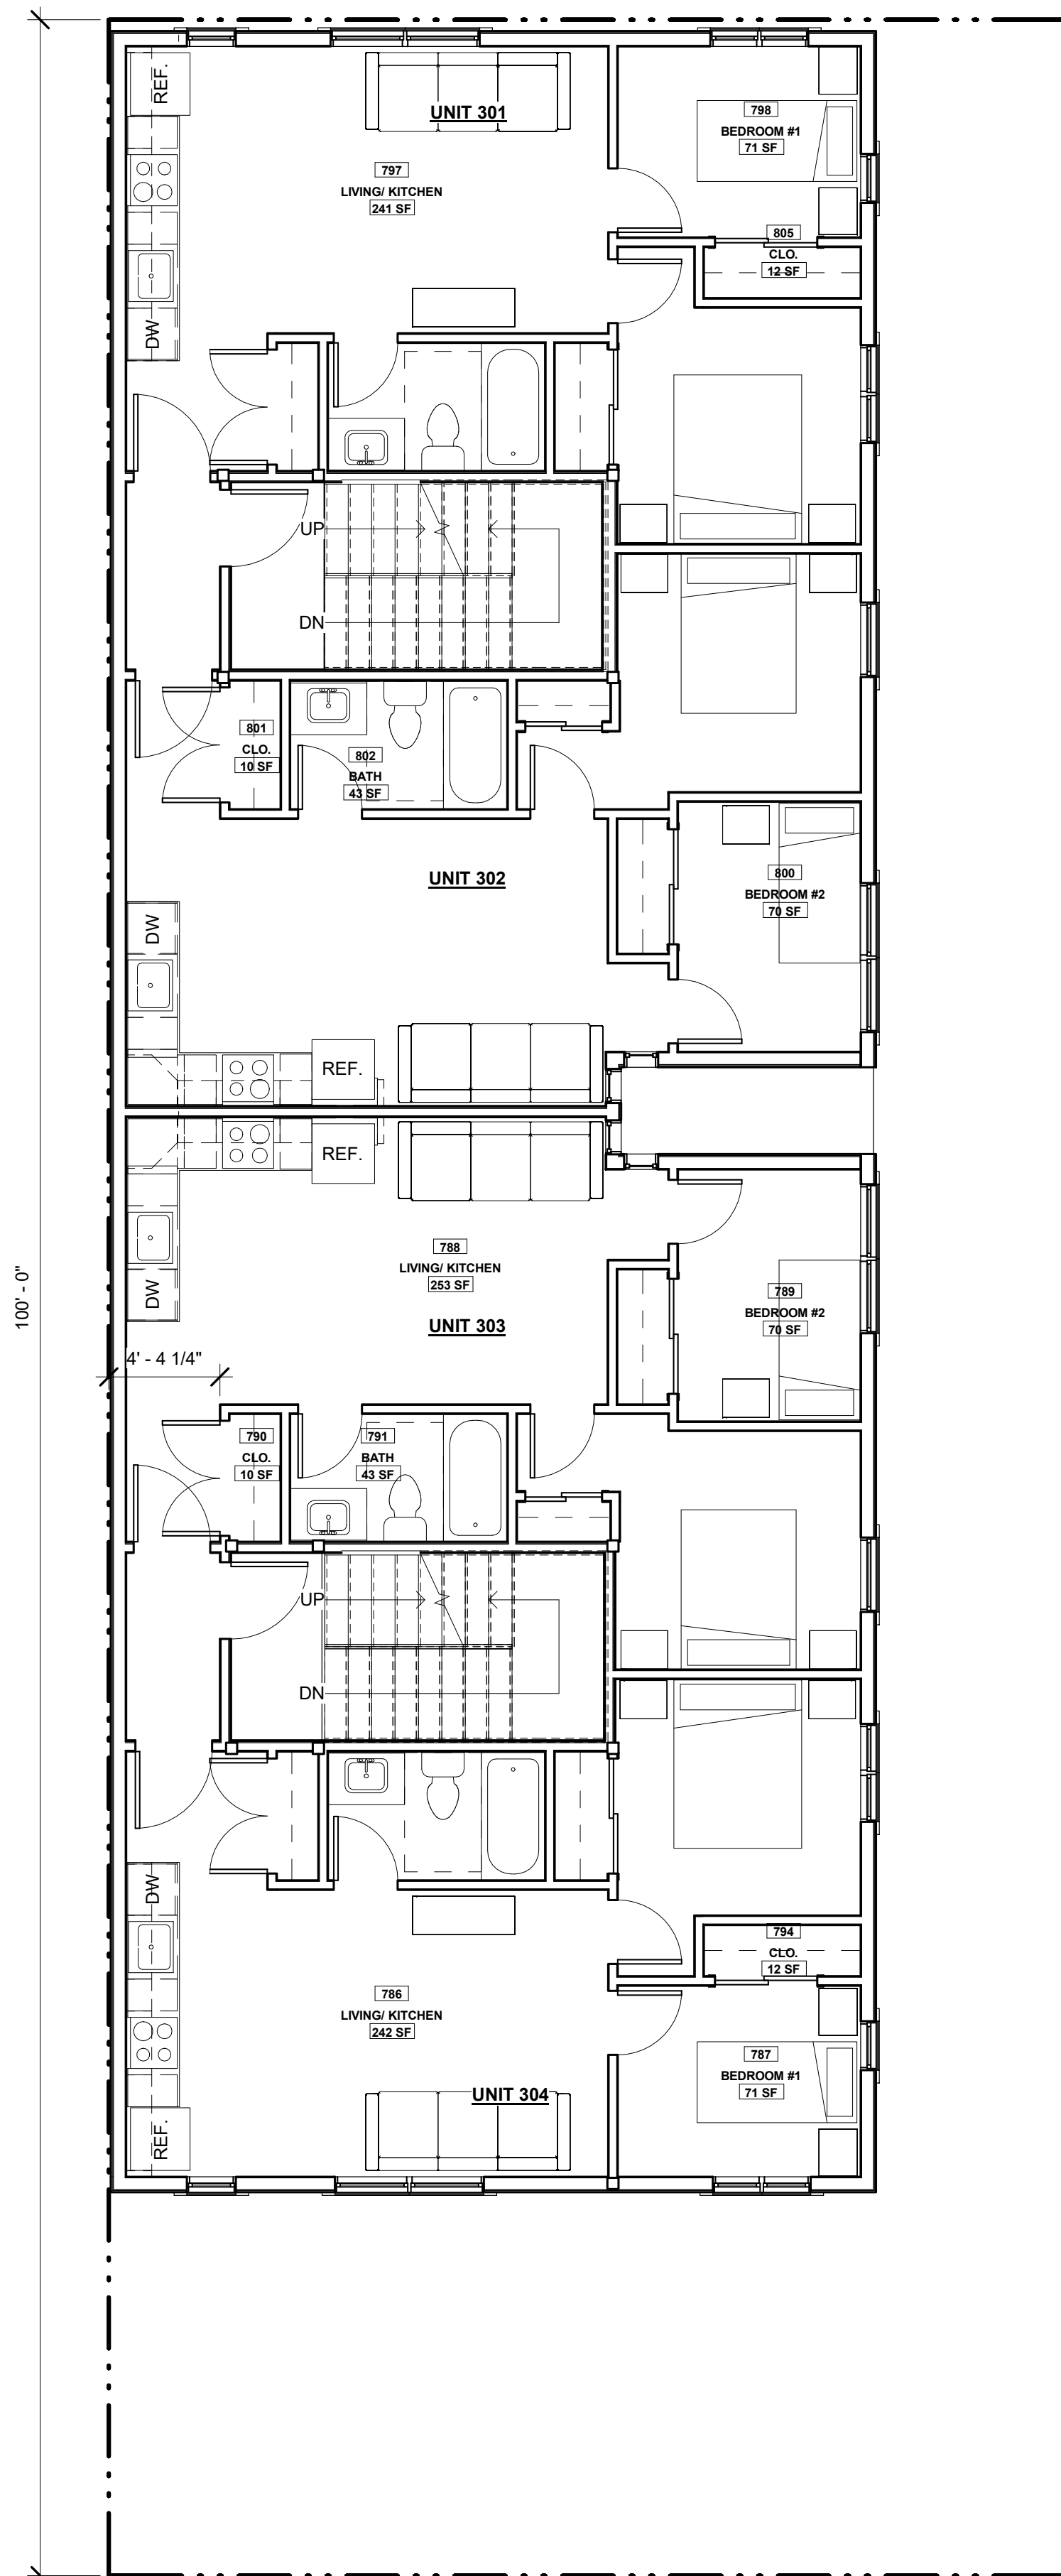 REF.
UNIT 301
798
BEDROOM #1
71 SF
797
LIVING/ KITCHEN
241 SF
805
CLO.
12 SF
DW
UP
DN
801
CLO.
10 SF
802
BATH
43 SF
UNIT 302
800
BEDROOM #2
70 SF
DW
REF.
REF.
788
LIVING/ KITCHEN
253 SF
DW
789
BEDROOM #2
70 SF
UNIT 303
100' - 0"
4' - 4 1/4"
790
CLO.
10 SF
791
BATH
43 SF
UP
DN
DW
794
CLO.
12 SF
786
LIVING/ KITCHEN
242 SF
787
BEDROOM #1
71 SF
UNIT 304
REF.